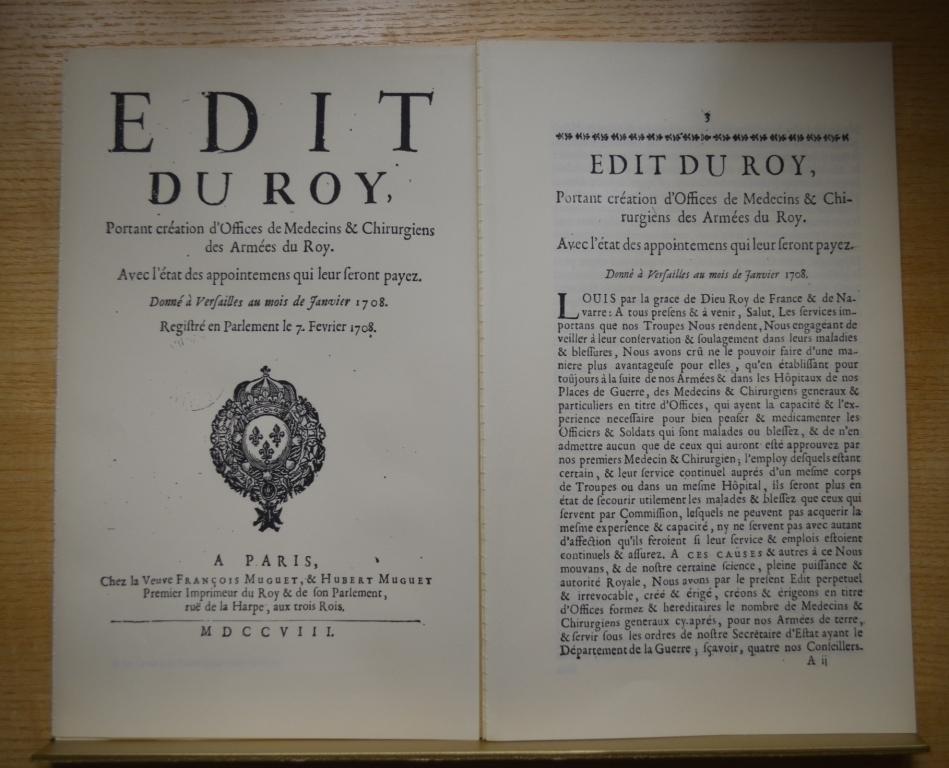 EDIT
DU ROY,
Portant création d'Offices de Medecins & Chirurgiens
des Armées du Roy.
Avec l'état des appointemens qui leur ſeront payez.
Donné à Verſailles au mois de Janvier 1708.
Regiſtré en Parlement le 7. Fevrier 1708.
A PARIS,
Chez la Veuve FRANÇOIS MUGUET, & HUBERT MUGUET
Premier Imprimeur du Roy & de ſon Parlement,
ruë de la Harpe, aux trois Rois.
MDCCVIII.
3
EDIT DU ROY,
Portant création d'Offices de Medecins & Chi-
rurgiens des Armées du Roy.
Avec l'état des appointemens qui leur ſeront payez.
Donné à Verſailles au mois de Janvier 1708.
LOUIS par la grace de Dieu Roy de France & de Na-
varre: A tous preſens & à venir, Salut. Les ſervices im-
portans que nos Troupes Nous rendent, Nous engageant de
veiller à leur conſervation & ſoulagement dans leurs maladies
& bleſſures, Nous avons crû ne le pouvoir faire d'une ma-
niere plus avantageuſe pour elles, qu'en établiſſant pour
toûjours à la ſuite de nos Armées & dans les Hôpitaux de nos
Places de Guerre, des Medecins & Chirurgiens generaux &
particuliers en titre d'Offices, qui ayent la capacité & l'ex-
perience neceſſaire pour bien penſer & medicamenter les
Officiers & Soldats qui ſont malades ou bleſſez, & de n'en
admettre aucun que de ceux qui auront eſté approuvez par
nos premiers Medecin & Chirurgien; l'employ deſquels eſtant
certain, & leur ſervice continuel auprés d'un meſme corps
de Troupes ou dans un meſme Hôpital, ils ſeront plus en
état de ſecourir utilement les malades & bleſſez que ceux qui
ſervent par Commiſſion, leſquels ne peuvent pas acquerir la
meſme experience & capacité, ny ne ſervent pas avec autant
d'affection qu'ils feroient ſi leur ſervice & emplois eſtoient
continuels & aſſurez. A CES CAUSES & autres à ce Nous
mouvans, & de noſtre certaine ſcience, pleine puiſſance &
autorité Royale, Nous avons par le preſent Edit perpetuel
& irrevocable, créé & érigé, créons & érigeons en titre
d'Offices formez & hereditaires le nombre de Medecins &
Chirurgiens generaux cy.aprés, pour nos Armées de terre,
& ſervir ſous les ordres de noſtre Secrétaire d'Eſtat ayant le
Département de la Guerre; ſçavoir, quatre nos Conſeillers.
A ij